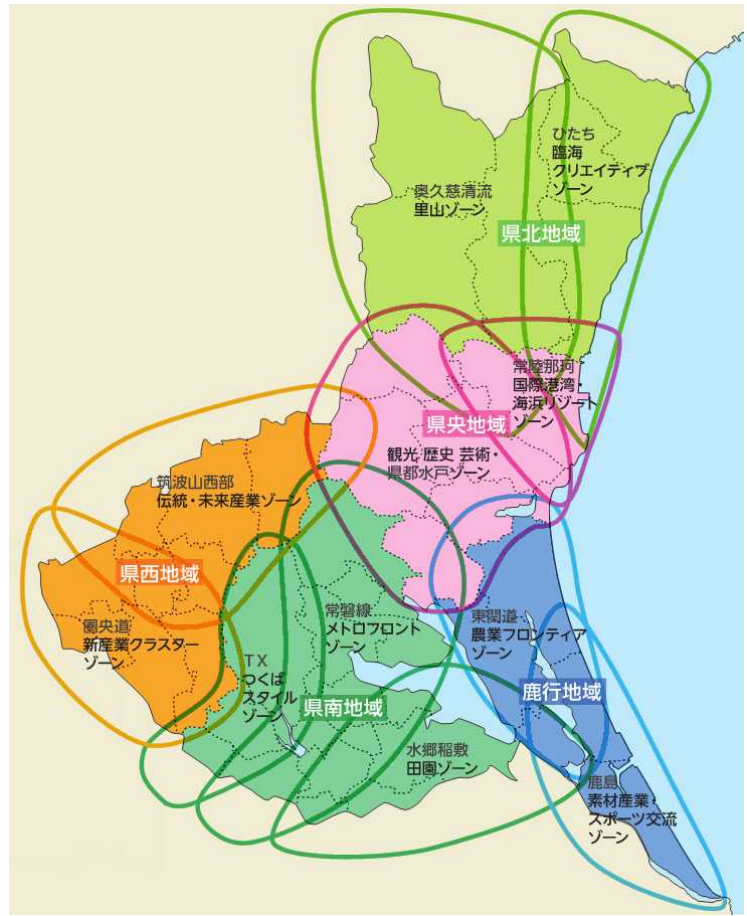 ひたち
臨海
クリエイティブ
ゾーン
奥久慈清流
里山ゾーン
県北地域
常陸那珂
国際港湾・
海浜リゾート
ゾーン
県央地域
観光・歴史・芸術・
県都水戸ゾーン
筑波山西部
伝統・未来産業ゾーン
県西地域
圏央道
新産業クラスター
ゾーン
常磐線
メトロフロント
ゾーン
東関道
農業フロンティア
ゾーン
TX
つくば
スタイル
ゾーン
県南地域
鹿行地域
水郷稲敷
田園ゾーン
鹿島
素材産業・
スポーツ交流
ゾーン